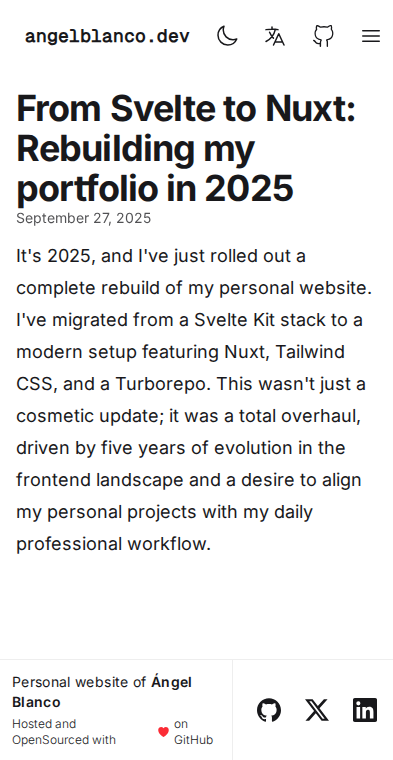 angelblanco.dev
From Svelte to Nuxt:
Rebuilding my
portfolio in 2025
September 27, 2025
It's 2025, and I've just rolled out a
complete rebuild of my personal website.
I've migrated from a Svelte Kit stack to a
modern setup featuring Nuxt, Tailwind
CSS, and a Turborepo. This wasn't just a
cosmetic update; it was a total overhaul,
driven by five years of evolution in the
frontend landscape and a desire to align
my personal projects with my daily
professional workflow.
Personal website of Ángel
Blanco
Hosted and
OpenSourced with
on
GitHub